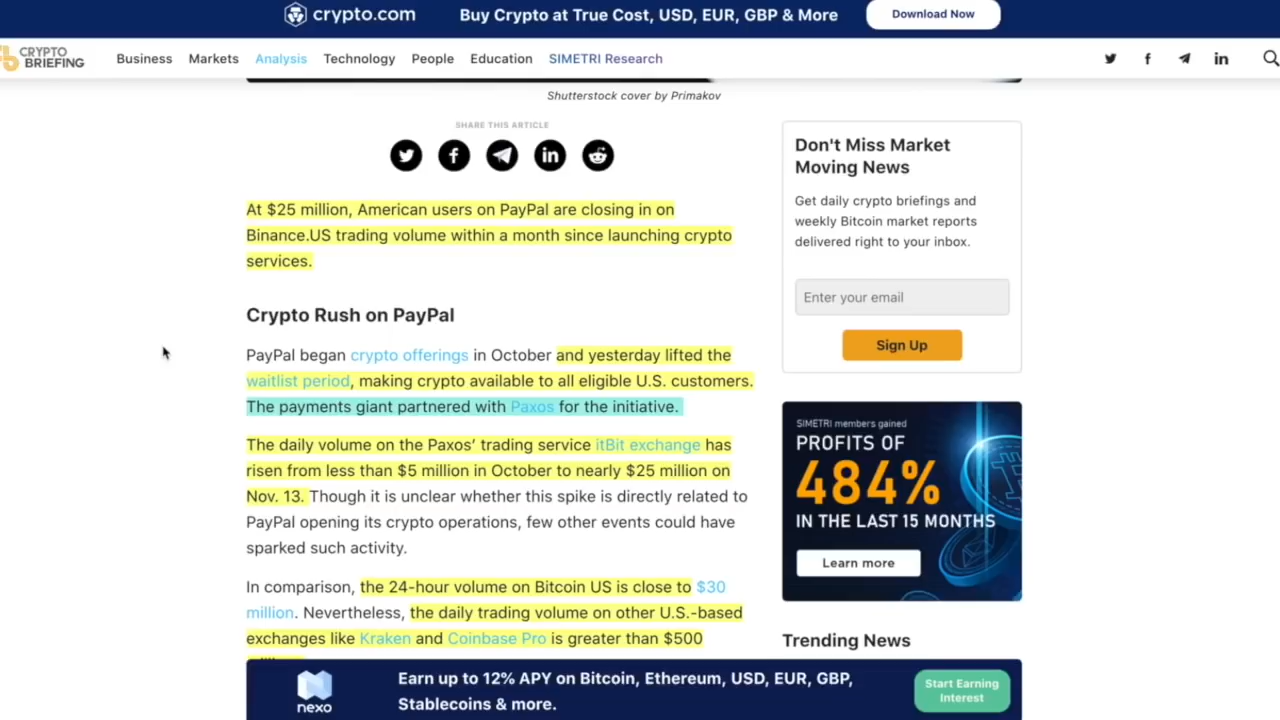 crypto.com
Buy Crypto at True Cost, USD, EUR, GBP & More
Download Now
CRYPTO
BRIEFING
Business
Markets
Analysis
Technology
People
Education
SIMETRI Research
Shutterstock cover by Primakov
SHARE THIS ARTICLE
At $25 million, American users on PayPal are closing in on
Binance.US trading volume within a month since launching crypto
services.
Crypto Rush on PayPal
PayPal began crypto offerings in October and yesterday lifted the
waitlist period, making crypto available to all eligible U.S. customers.
The payments giant partnered with Paxos for the initiative.
The daily volume on the Paxos’ trading service itBit exchange has
risen from less than $5 million in October to nearly $25 million on
Nov. 13. Though it is unclear whether this spike is directly related to
PayPal opening its crypto operations, few other events could have
sparked such activity.
In comparison, the 24-hour volume on Bitcoin US is close to $30
million. Nevertheless, the daily trading volume on other U.S.-based
exchanges like Kraken and Coinbase Pro is greater than $500
Don't Miss Market
Moving News
Get daily crypto briefings and
weekly Bitcoin market reports
delivered right to your inbox.
Enter your email
Sign Up
SIMETRI members gained
PROFITS OF
484%
IN THE LAST 15 MONTHS
Learn more
Trending News
nexo
Earn up to 12% APY on Bitcoin, Ethereum, USD, EUR, GBP,
Stablecoins & more.
Start Earning
Interest